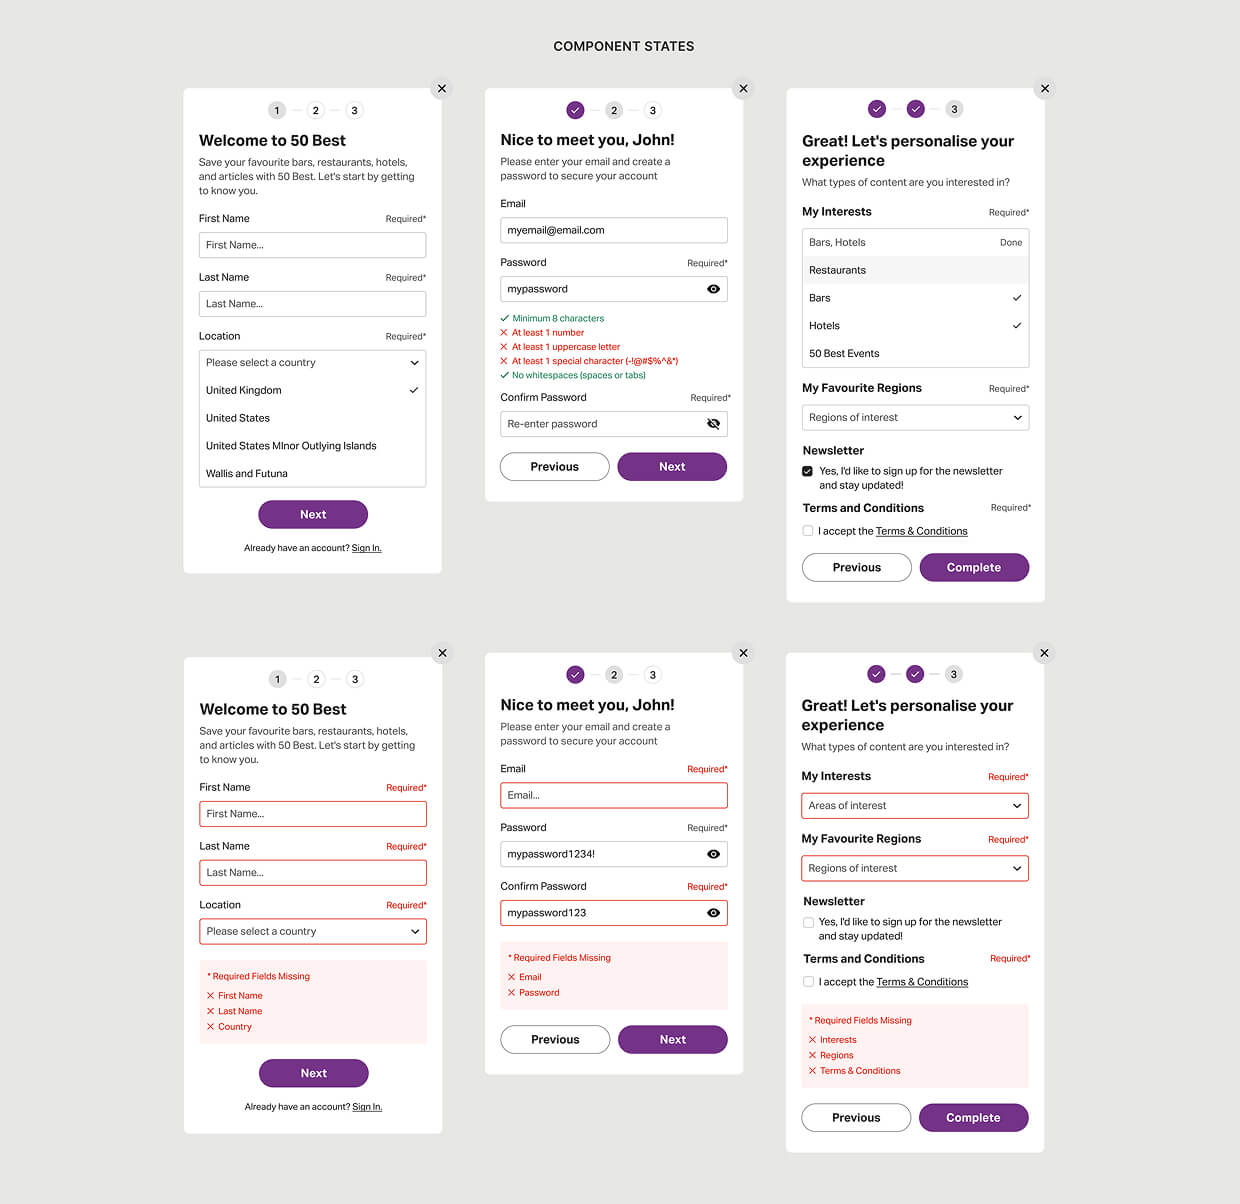 COMPONENT STATES
1 2 3
Welcome to 50 Best
Save your favourite bars, restaurants, hotels,
and articles with 50 Best. Let's start by getting
to know you.
First Name Required*
First Name...
Last Name Required*
Last Name...
Location Required*
Please select a country
United Kingdom
United States
United States MInor Outlying Islands
Wallis and Futuna
Next
Already have an account? Sign In.
2 3
Nice to meet you, John!
Please enter your email and create a
password to secure your account
Email
myemail@email.com
Password Required*
mypassword
Minimum 8 characters
At least 1 number
At least 1 uppercase letter
At least 1 special character (-!@#$%^&*)
No whitespaces (spaces or tabs)
Confirm Password Required*
Re-enter password
Previous Next
3
Great! Let's personalise your
experience
What types of content are you interested in?
My Interests Required*
Bars, Hotels Done
Restaurants
Bars
Hotels
50 Best Events
My Favourite Regions Required*
Regions of interest
Newsletter
Yes, I'd like to sign up for the newsletter
and stay updated!
Terms and Conditions Required*
I accept the Terms & Conditions
Previous Complete
1 2 3
Welcome to 50 Best
Save your favourite bars, restaurants, hotels,
and articles with 50 Best. Let's start by getting
to know you.
First Name Required*
First Name...
Last Name Required*
Last Name...
Location Required*
Please select a country
* Required Fields Missing
First Name
Last Name
Country
Next
Already have an account? Sign In.
2 3
Nice to meet you, John!
Please enter your email and create a
password to secure your account
Email Required*
Email...
Password Required*
mypassword1234!
Confirm Password Required*
mypassword123
* Required Fields Missing
Email
Password
Previous Next
3
Great! Let's personalise your
experience
What types of content are you interested in?
My Interests Required*
Areas of interest
My Favourite Regions Required*
Regions of interest
Newsletter
Yes, I'd like to sign up for the newsletter
and stay updated!
Terms and Conditions Required*
I accept the Terms & Conditions
* Required Fields Missing
Interests
Regions
Terms & Conditions
Previous Complete